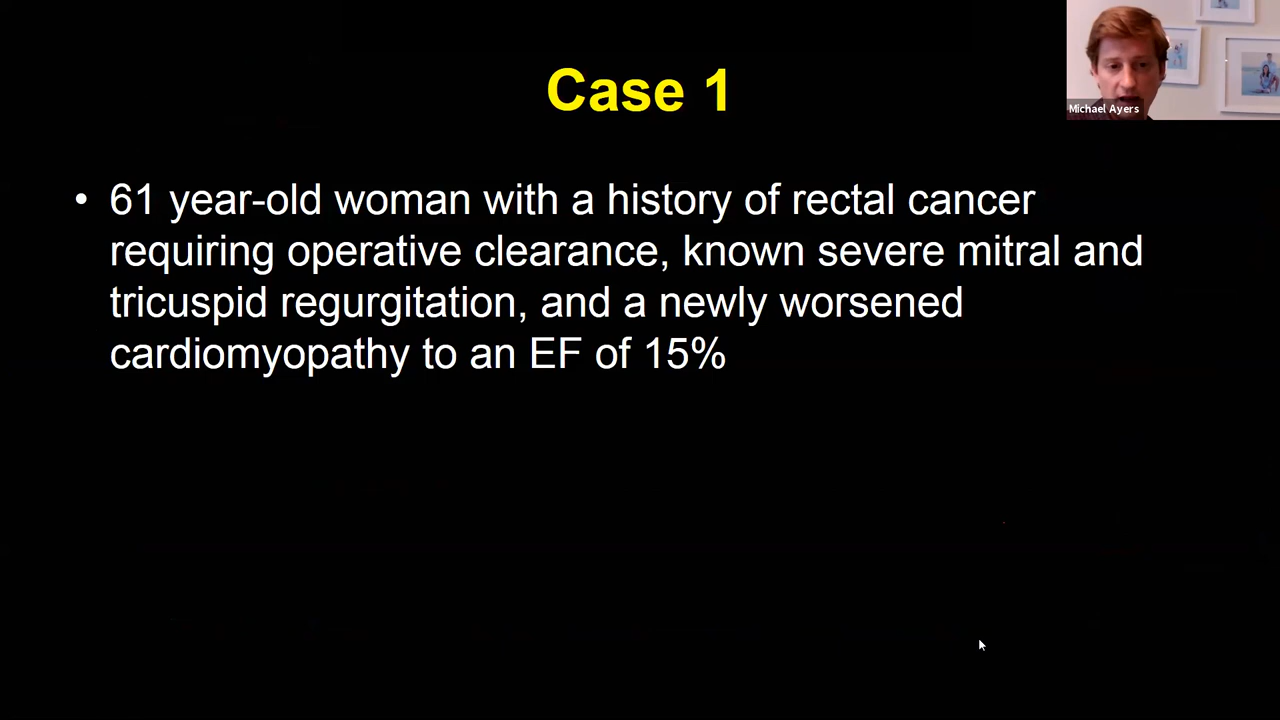 Case 1
Michael Ayers
• 61 year-old woman with a history of rectal cancer
requiring operative clearance, known severe mitral and
tricuspid regurgitation, and a newly worsened
cardiomyopathy to an EF of 15%